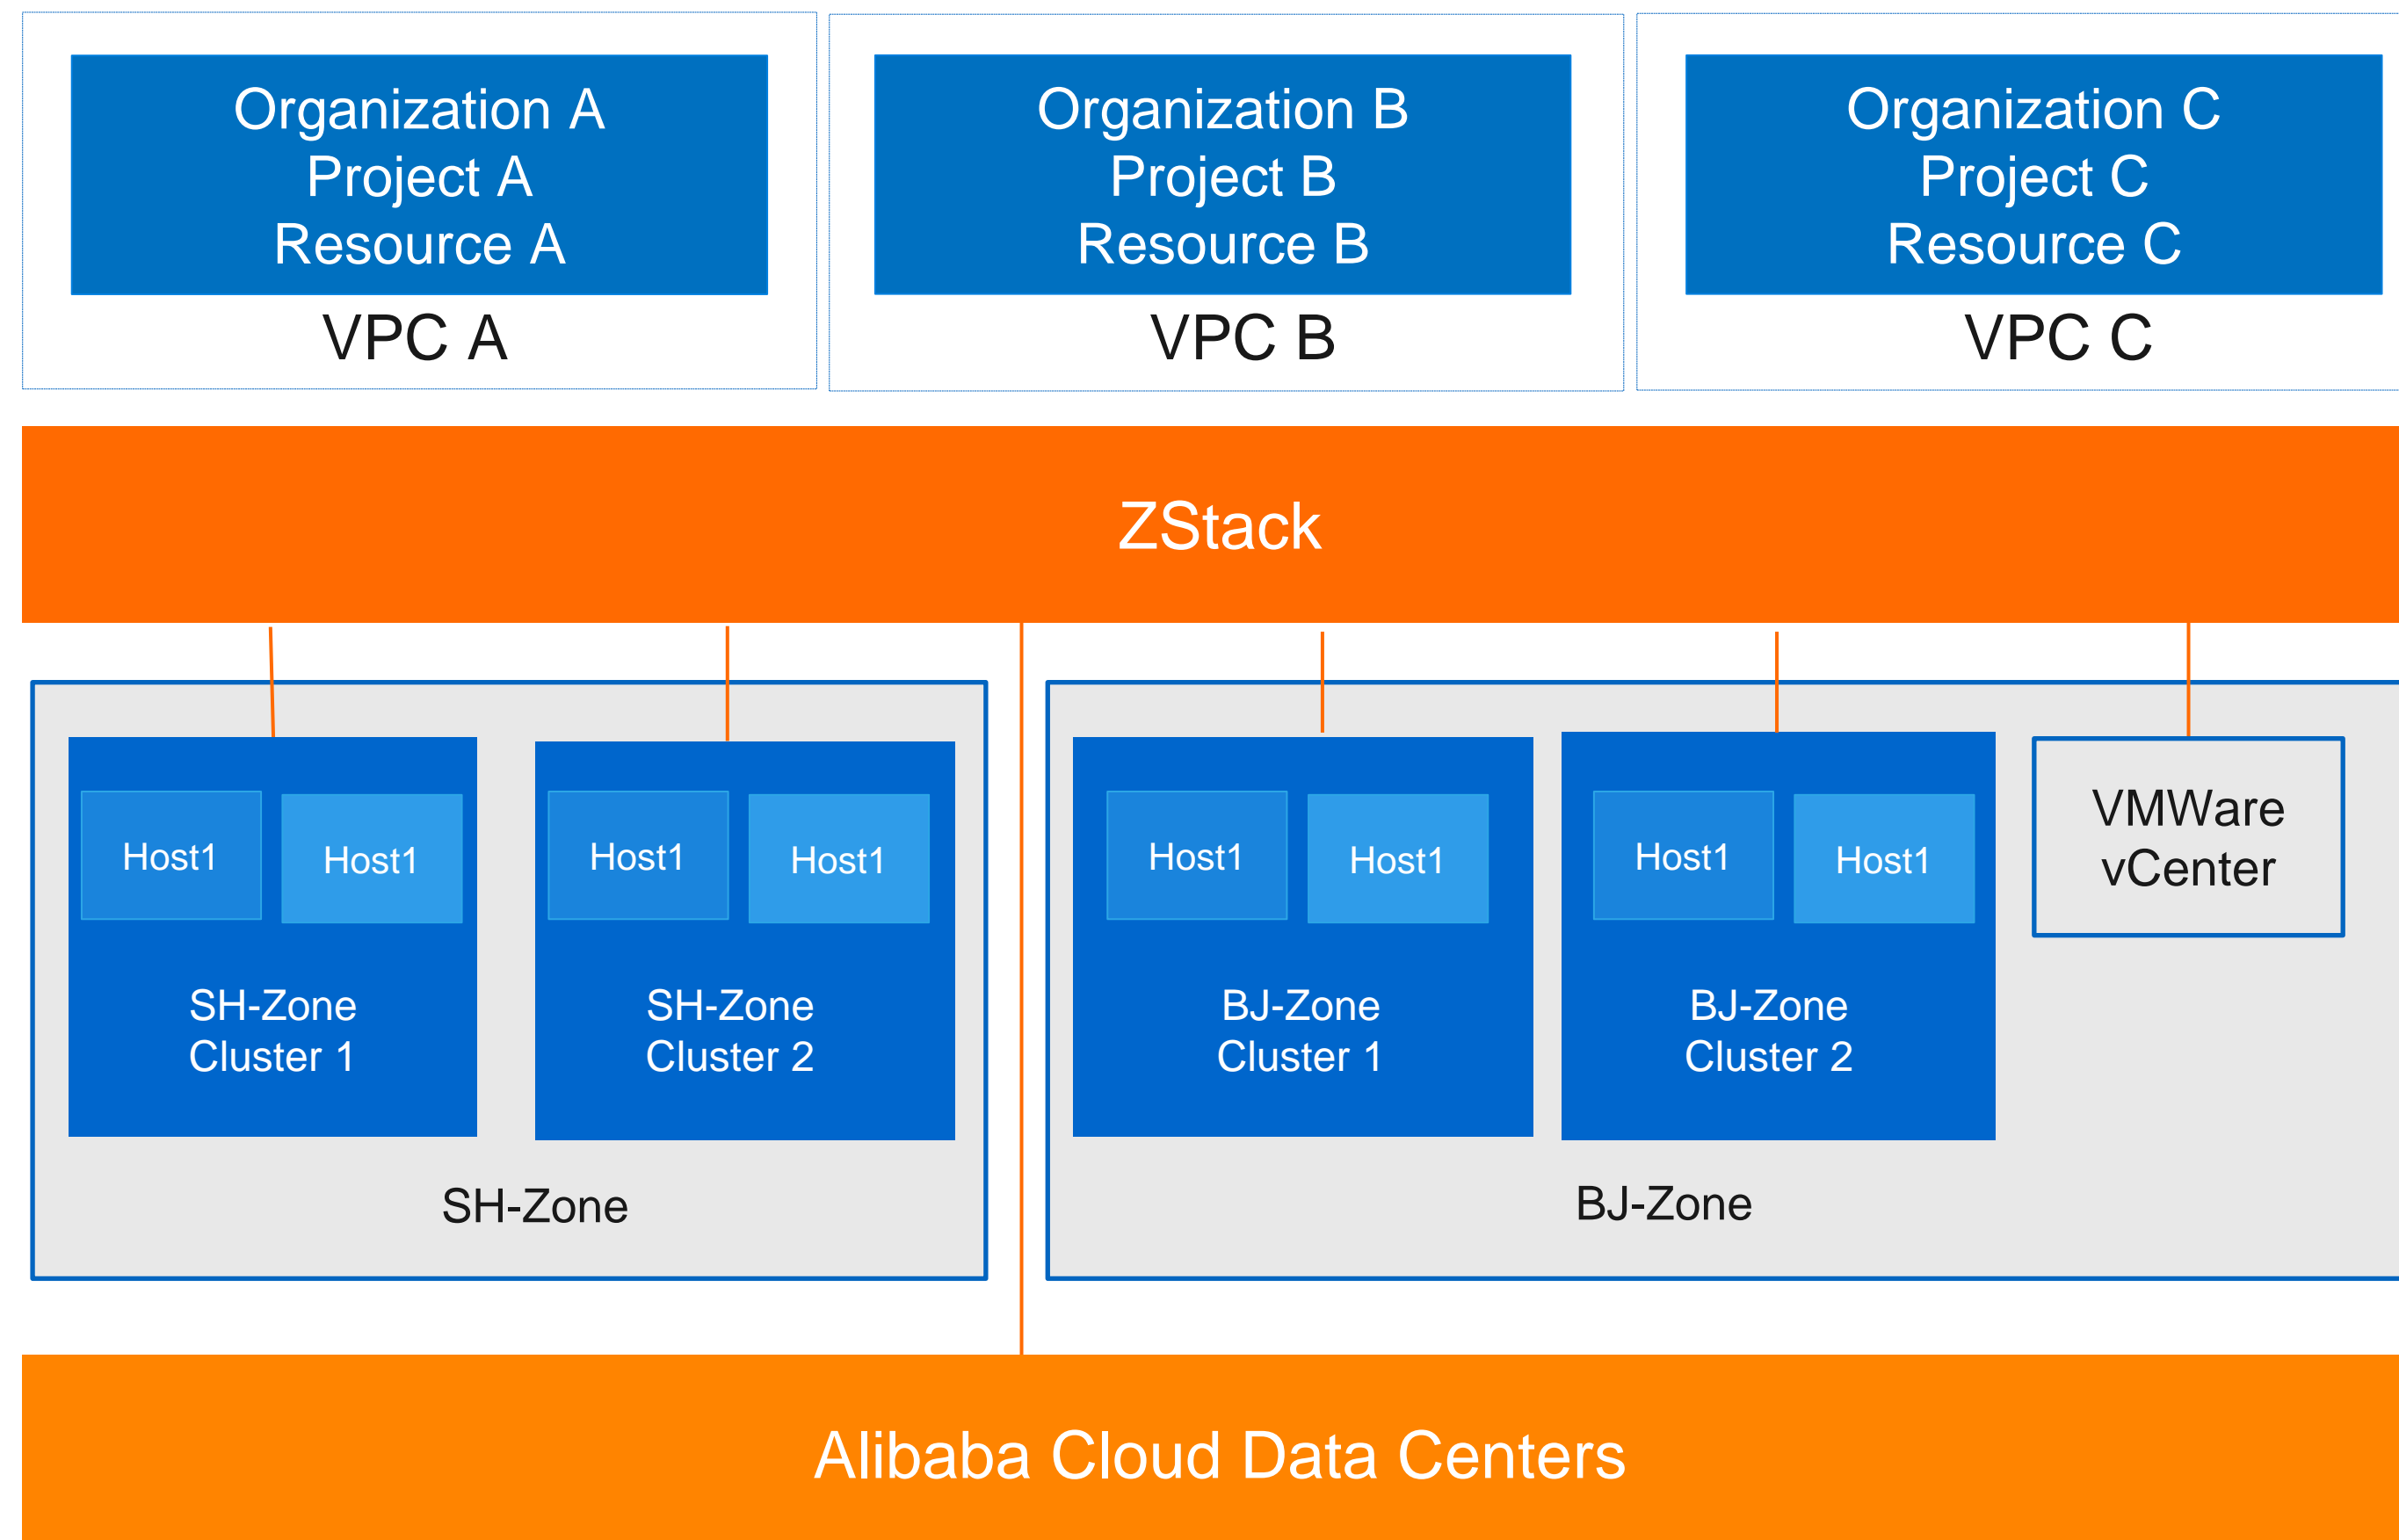 Organization A
Project A
Resource A
VPC A
Organization B
Project B
Resource B
VPC B
Organization C
Project C
Resource C
VPC C
ZStack
Host1
Host1
SH-Zone
Cluster 1
Host1
Host1
SH-Zone
Cluster 2
SH-Zone
Host1
Host1
BJ-Zone
Cluster 1
Host1
Host1
BJ-Zone
Cluster 2
VMWare
vCenter
BJ-Zone
Alibaba Cloud Data Centers